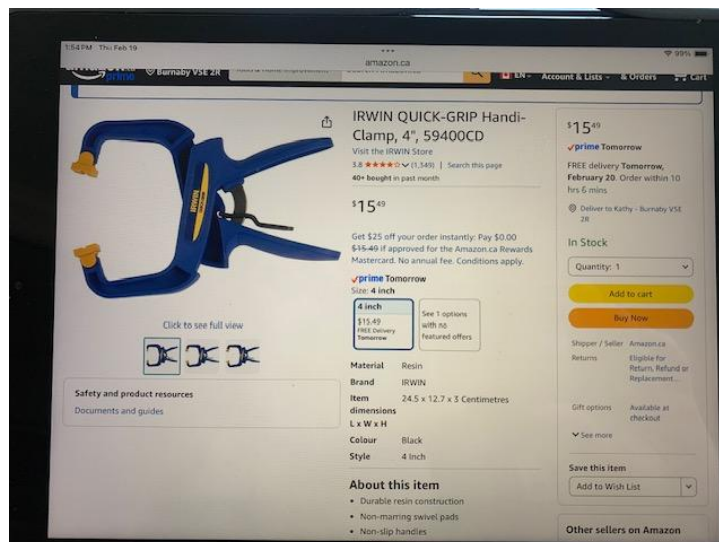 1:54 PM Thu Feb 19
99%
amazon.ca
prime
Burnaby V5E 2R
EN
Account & Lists
& Orders
Cart
IRWIN QUICK-GRIP Handi-
Clamp, 4", 59400CD
Visit the IRWIN Store
3.8 (1,349) | Search this page
40+ bought in past month
$15 49
Get $25 off your order instantly: Pay $0.00
$15.49 if approved for the Amazon.ca Rewards
Mastercard. No annual fee. Conditions apply.
prime Tomorrow
Size: 4 inch
4 inch
$15.49
FREE Delivery
Tomorrow
See 1 options
with no
featured offers
Material Resin
Brand IRWIN
Item 24.5 x 12.7 x 3 Centimetres
dimensions
L x W x H
Colour Black
Style 4 Inch
About this item
• Durable resin construction
• Non-marring swivel pads
• Non-slip handles
IRWIN
Click to see full view
Safety and product resources
Documents and guides
$15 49
prime Tomorrow
FREE delivery Tomorrow,
February 20. Order within 10
hrs 6 mins
Deliver to Kathy - Burnaby V5E
2R
In Stock
Quantity: 1
Add to cart
Buy Now
Shipper / Seller Amazon.ca
Returns Eligible for
Return, Refund or
Replacement...
Gift options Available at
checkout
See more
Save this item
Add to Wish List
Other sellers on Amazon